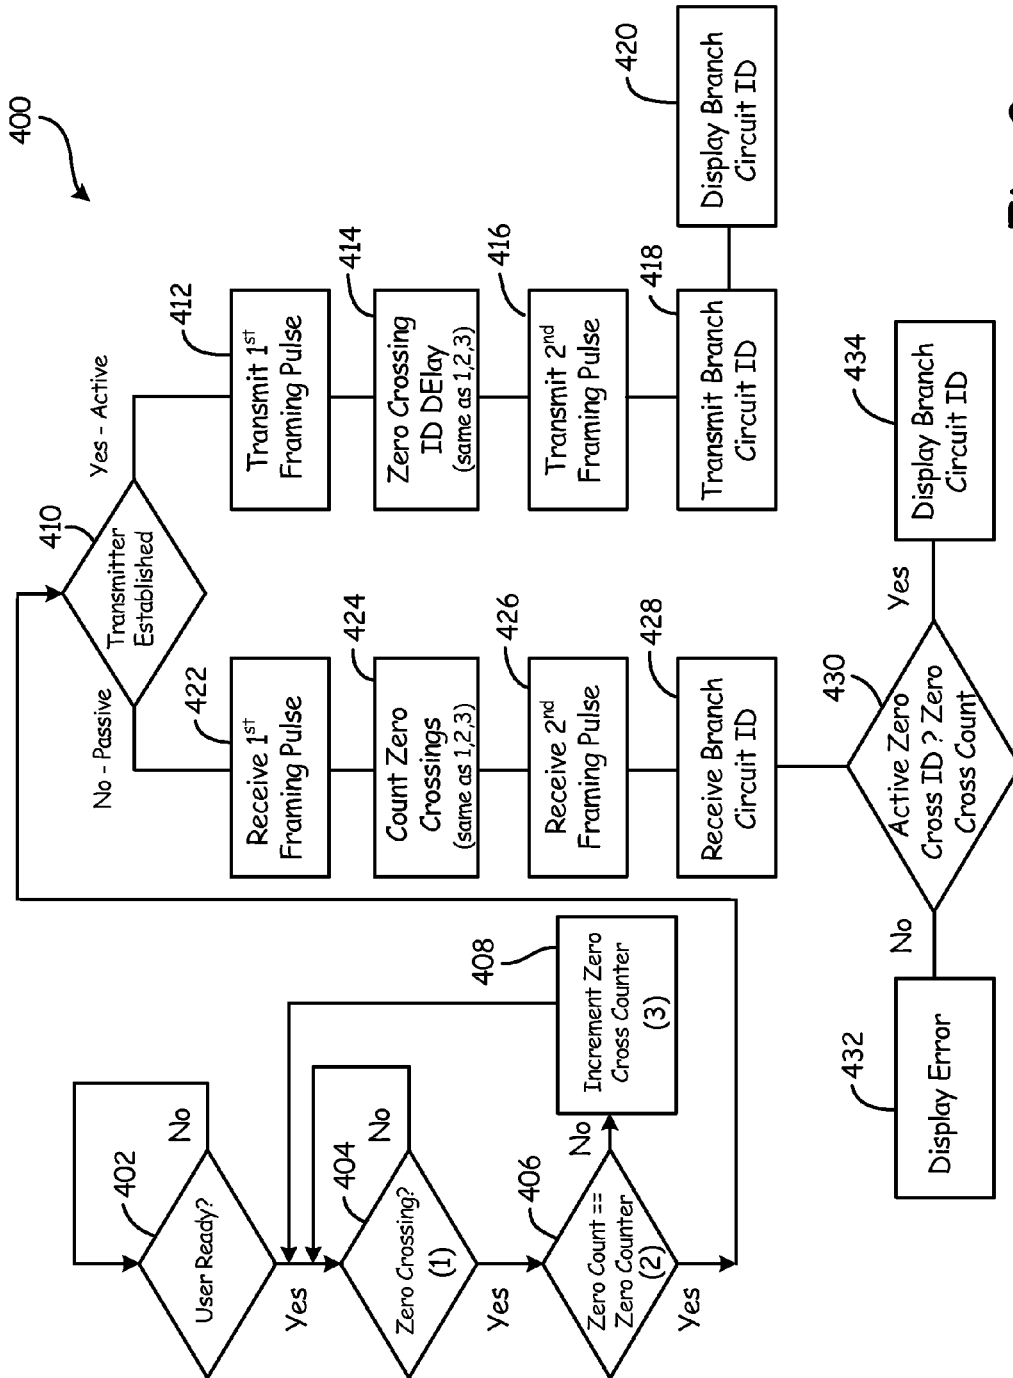 400
402
User Ready?
No
Yes
404
Zero Crossing?
(1)
No
Yes
406
Zero Count ==
Zero Counter
(2)
No
Yes
408
Increment Zero
Cross Counter
(3)
410
Transmitter
Established
No - Passive
Yes - Active
412
Transmit 1st
Framing Pulse
414
Zero Crossing
ID DElay
(same as 1,2,3)
416
Transmit 2nd
Framing Pulse
418
Transmit Branch
Circuit ID
420
Display Branch
Circuit ID
422
Receive 1st
Framing Pulse
424
Count Zero
Crossings
(same as 1,2,3)
426
Receive 2nd
Framing Pulse
428
Receive Branch
Circuit ID
430
Active Zero
Cross ID? Zero
Cross Count
No
Yes
432
Display Error
434
Display Branch
Circuit ID